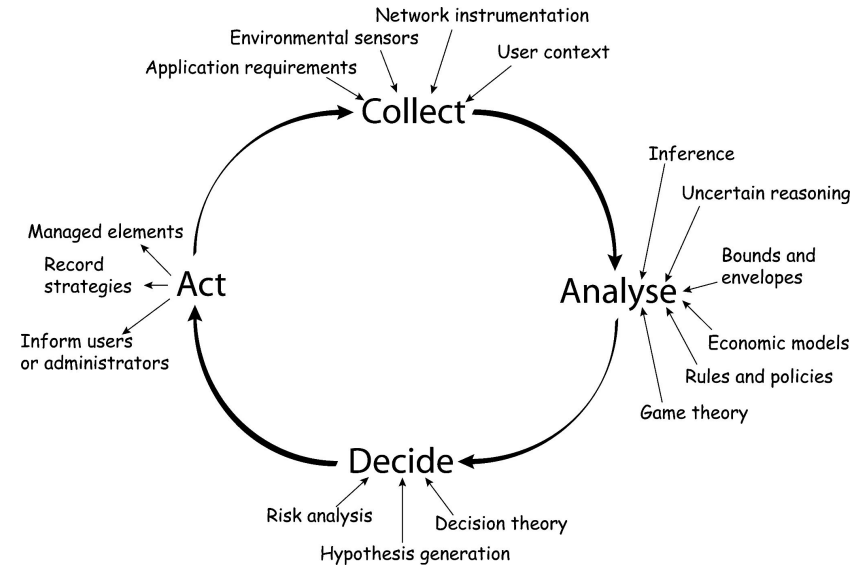 Network instrumentation
Environmental sensors
User context
Application requirements
Collect
Inference
Uncertain reasoning
Bounds and
envelopes
Analyse
Economic models
Rules and policies
Game theory
Decide
Risk analysis
Decision theory
Hypothesis generation
Act
Managed elements
Record
strategies
Inform users
or administrators